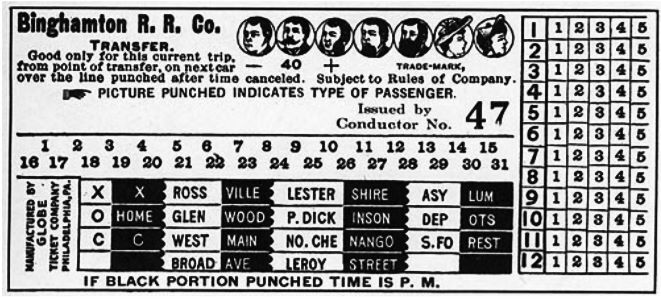 Binghamton R. R. Co.
TRANSFER.
Good only for this current trip,
from point of transfer, on next car
— 40 +
TRADE-MARK,
over the line punched after time canceled. Subject to Rules of Company.
PICTURE PUNCHED INDICATES TYPE OF PASSENGER.
Issued by
Conductor No. 47
1 2 3 4 5 6 7 8 9 10 11 12 13 14 15
16 17 18 19 20 21 22 23 24 25 26 27 28 29 30 31
MANUFACTURED BY
GLOBE
TICKET COMPANY
PHILADELPHIA, PA.
X X ROSS VILLE LESTER SHIRE ASY LUM
O HOME GLEN WOOD P. DICK INSON DEP OTS
C C WEST MAIN NO. CHE NANGO S. FO REST
BROAD AVE LEROY STREET
IF BLACK PORTION PUNCHED TIME IS P. M.
1 1 2 3 4 5
2 1 2 3 4 5
3 1 2 3 4 5
4 1 2 3 4 5
5 1 2 3 4 5
6 1 2 3 4 5
7 1 2 3 4 5
8 1 2 3 4 5
9 1 2 3 4 5
10 1 2 3 4 5
11 1 2 3 4 5
12 1 2 3 4 5